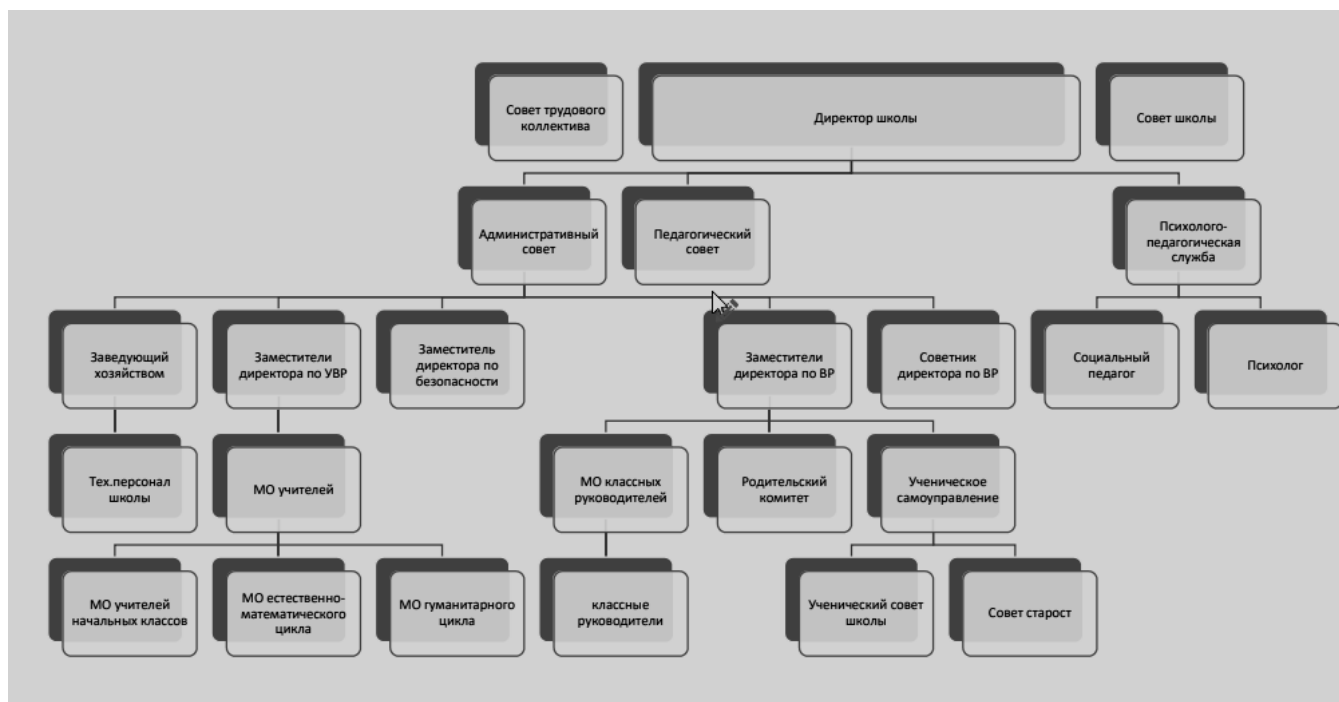 Совет трудового
коллектива
Директор школы
Совет школы
Административный
совет
Педагогический
совет
Психолого-
педагогическая
служба
Заведующий
хозяйством
Заместители
директора по УВР
Заместитель
директора по
безопасности
Заместители
директора по ВР
Советник
директора по ВР
Социальный
педагог
Психолог
Тех.персонал
школы
МО учителей
МО классных
руководителей
Родительский
комитет
Ученическое
самоуправление
МО учителей
начальных классов
МО естественно-
математического
цикла
МО гуманитарного
цикла
классные
руководители
Ученический совет
школы
Совет старост